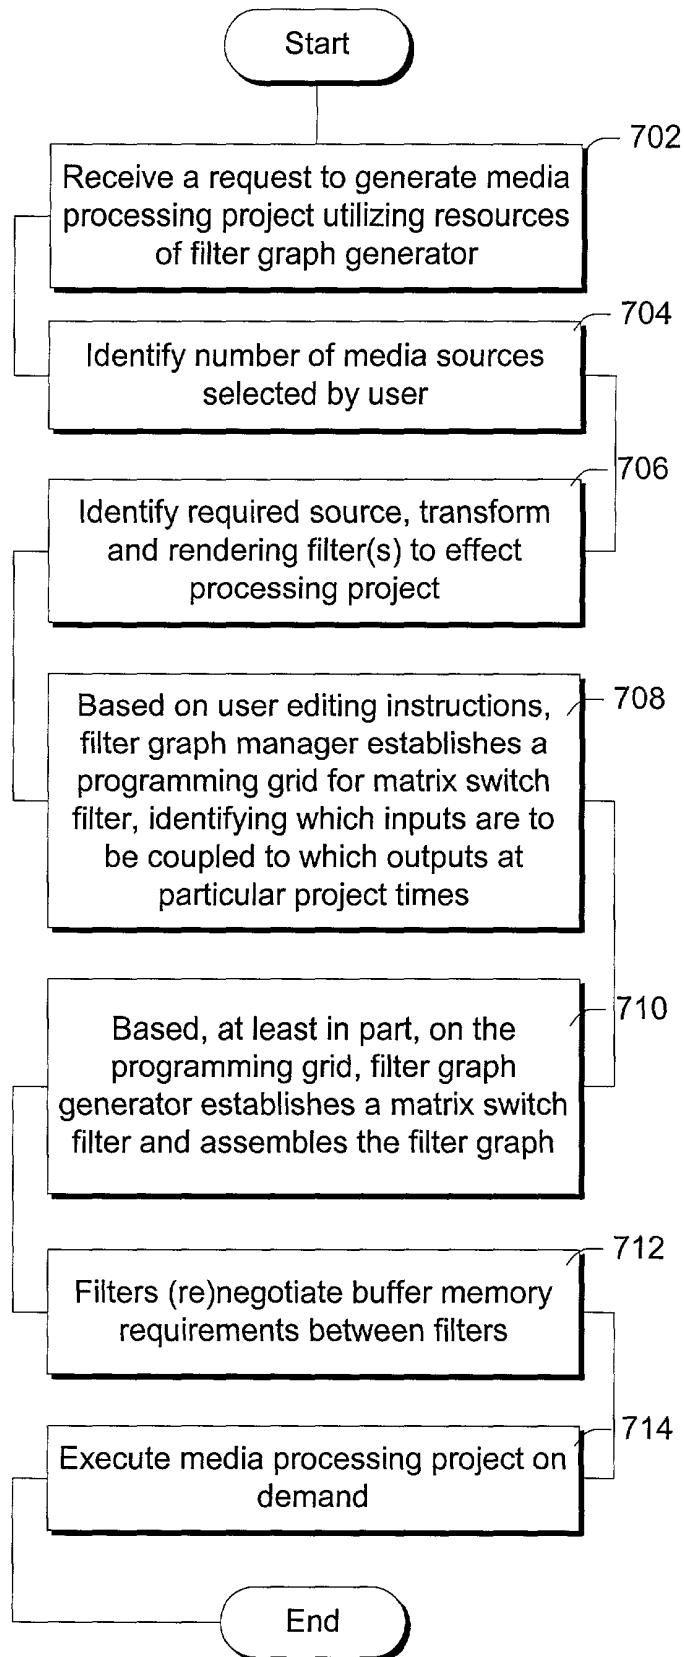 Start
702
Receive a request to generate media
processing project utilizing resources
of filter graph generator
704
Identify number of media sources
selected by user
706
Identify required source, transform
and rendering filter(s) to effect
processing project
708
Based on user editing instructions,
filter graph manager establishes a
programming grid for matrix switch
filter, identifying which inputs are to
be coupled to which outputs at
particular project times
710
Based, at least in part, on the
programming grid, filter graph
generator establishes a matrix switch
filter and assembles the filter graph
712
Filters (re)negotiate buffer memory
requirements between filters
714
Execute media processing project on
demand
End